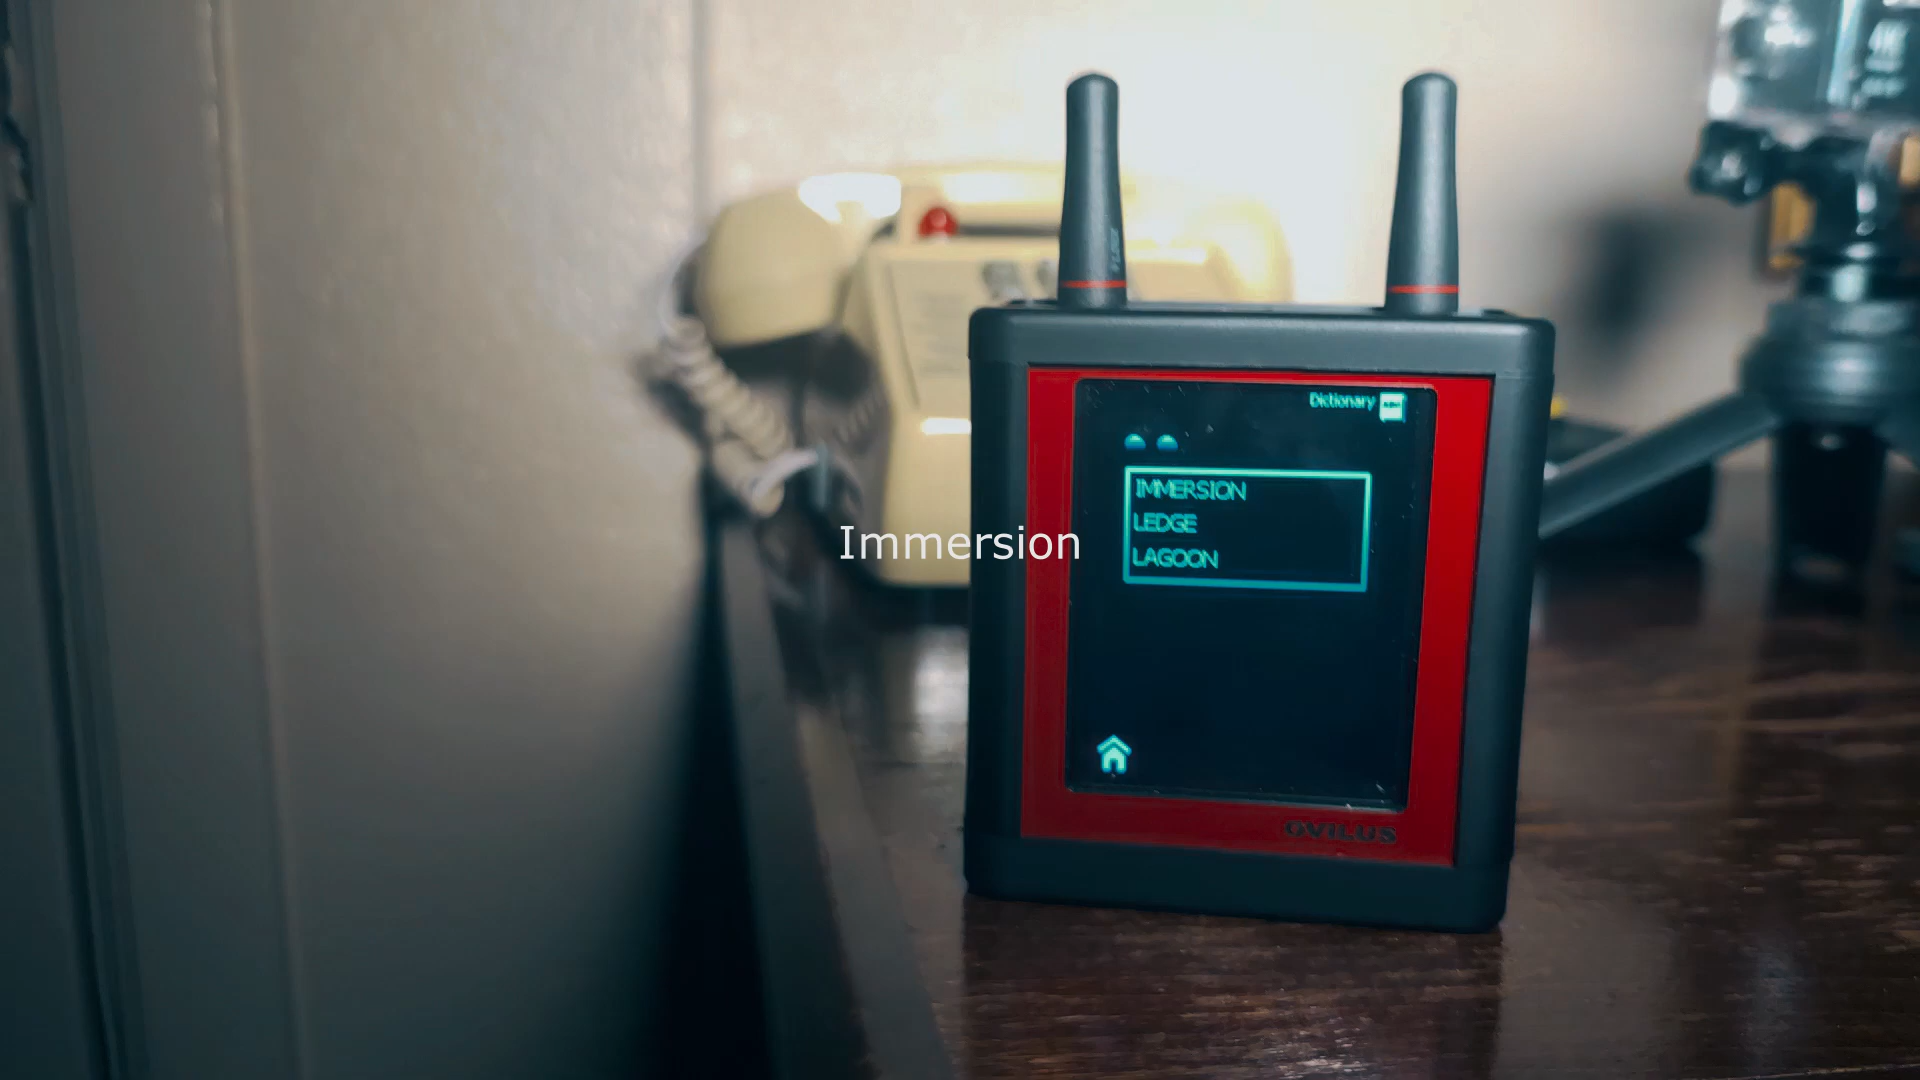 Dictionary
IMMERSION
LEDGE
LAGOON
Immersion
OVILUS